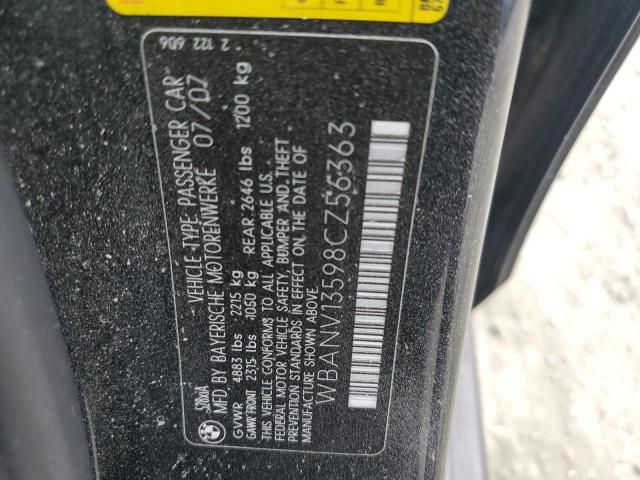 2 122 606
VEHICLE-TYPE: PASSENGER CAR
MFD BY BAYERISCHE MOTORENWERKE 07/07
GVWR 4883 lbs 2215 kg
GAWR FRONT 2315 lbs 1050 kg REAR 2646 lbs 1200 kg
THIS VEHICLE CONFORMS TO ALL APPLICABLE U.S.
FEDERAL MOTOR VEHICLE SAFETY, BUMPER AND THEFT
PREVENTION STANDARDS IN EFFECT ON THE DATE OF
MANUFACTURE SHOWN ABOVE.
WBANV13598CZ56363